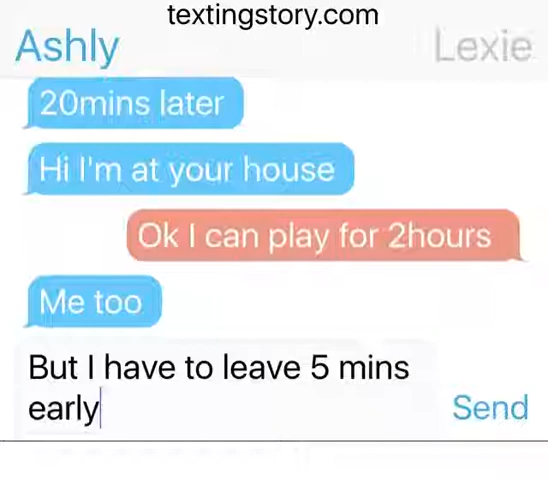 textingstory.com
Ashly
Lexie
20mins later
Hi I'm at your house
Ok I can play for 2hours
Me too
But I have to leave 5 mins
early
Send